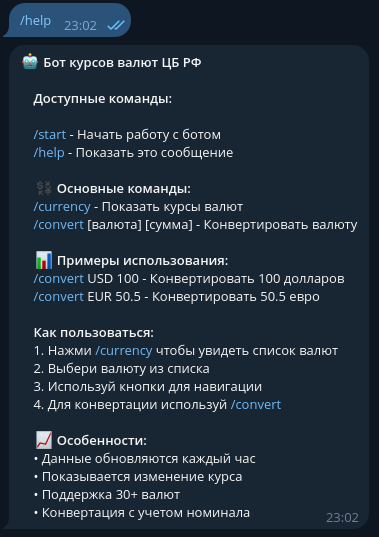 /help 23:02
🤖 Бот курсов валют ЦБ РФ
Доступные команды:
/start - Начать работу с ботом
/help - Показать это сообщение
💱 Основные команды:
/currency - Показать курсы валют
/convert [валюта] [сумма] - Конвертировать валюту
📊 Примеры использования:
/convert USD 100 - Конвертировать 100 долларов
/convert EUR 50.5 - Конвертировать 50.5 евро
Как пользоваться:
1. Нажми /currency чтобы увидеть список валют
2. Выбери валюту из списка
3. Используй кнопки для навигации
4. Для конвертации используй /convert
📈 Особенности:
• Данные обновляются каждый час
• Показывается изменение курса
• Поддержка 30+ валют
• Конвертация с учетом номинала
23:02